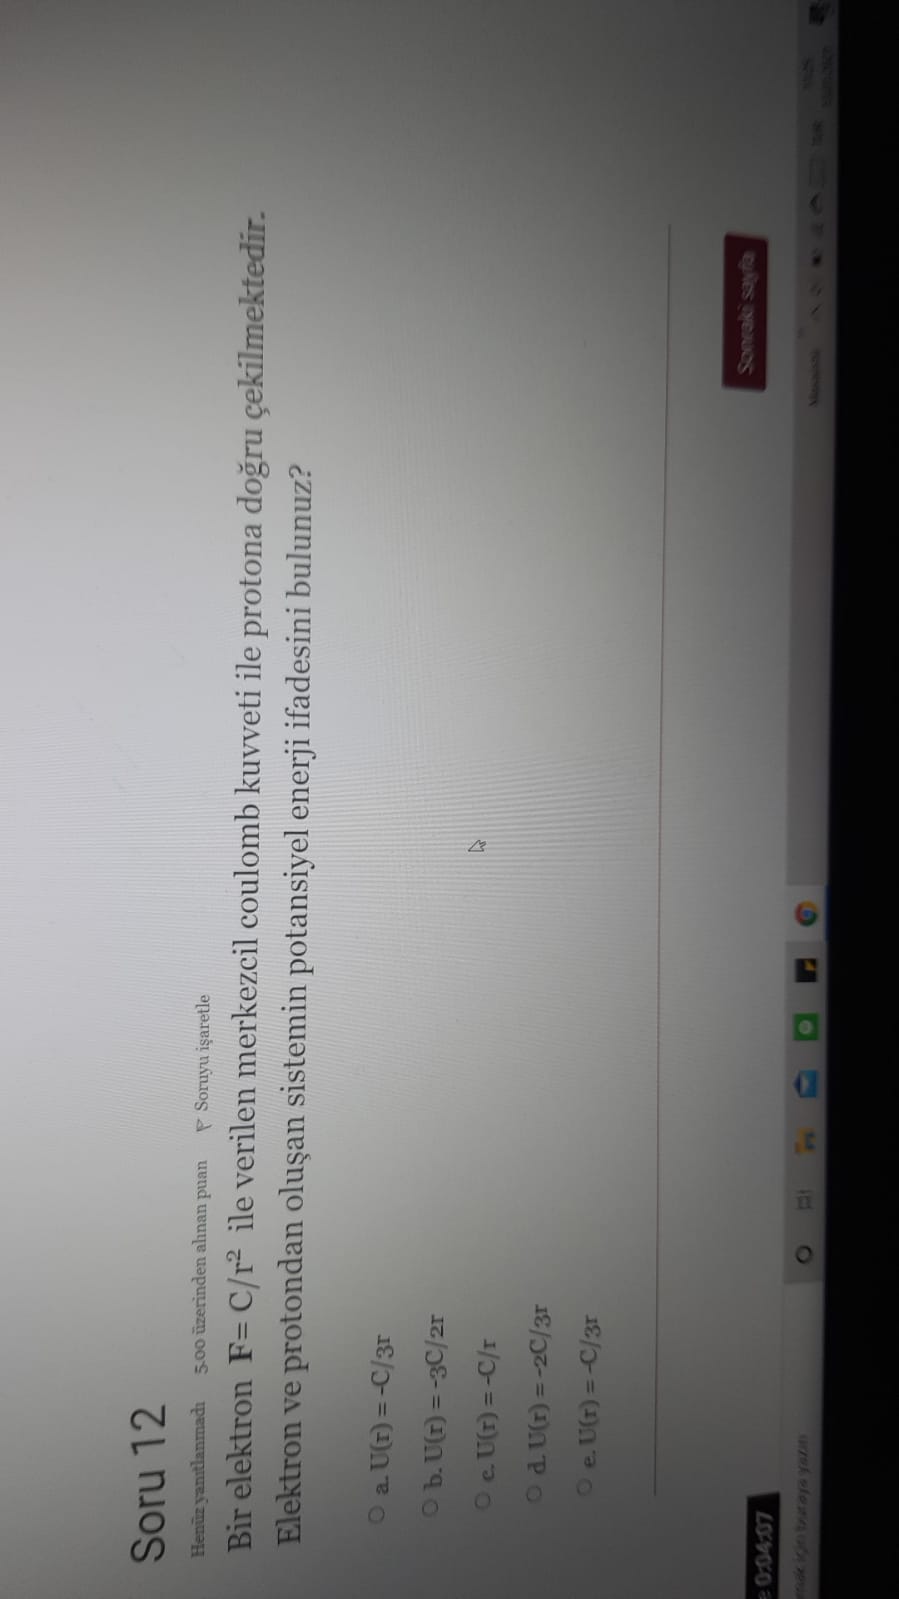 Soru 12
Henüz yanıtlanmadı 5.00 üzerinden alınan puan Soruyu işaretle
Bir elektron F= C/r² ile verilen merkezcil coulomb kuvveti ile protona doğru çekilmektedir.
Elektron ve protondan oluşan sistemin potansiyel enerji ifadesini bulunuz?
a. U(r) = -C/3r
b. U(r) = -3C/2r
c. U(r) = -C/r
d. U(r) = -2C/3r
e. U(r) = -C/3r
Sonraki sayfa
0:04:07
için buraya yazın
Masaüstü